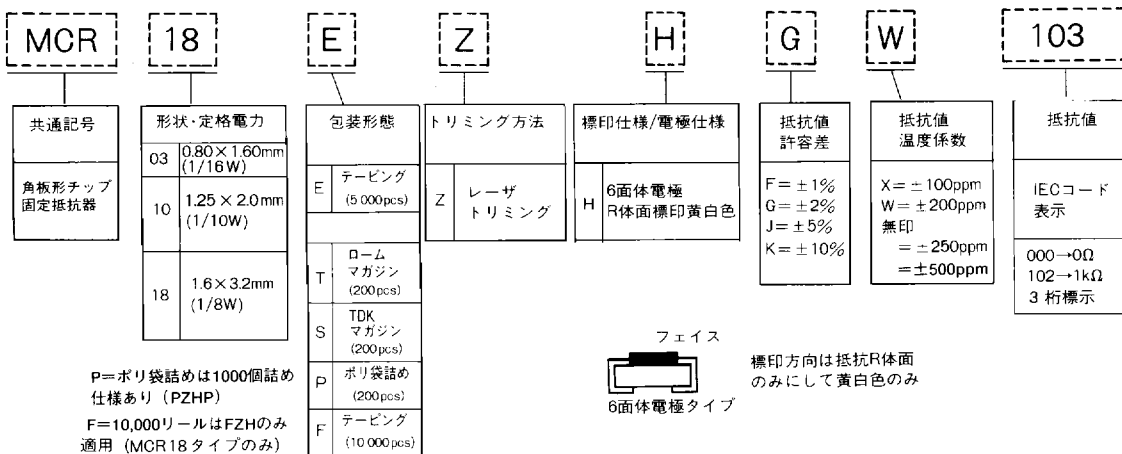 MCR 18 E Z H G W 103
共通記号
角板形チップ
固定抵抗器
形状・定格電力
03 0.80×1.60mm
(1/16W)
10 1.25×2.0mm
(1/10W)
18 1.6×3.2mm
(1/8W)
包装形態
E テーピング
(5 000pcs)
T ローム
マガジン
(200pcs)
S TDK
マガジン
(200pcs)
P ポリ袋詰め
(200pcs)
F テーピング
(10 000pcs)
トリミング方法
Z レーザ
トリミング
標印仕様/電極仕様
H 6面体電極
R体面標印黄白色
抵抗値
許容差
F=±1%
G=±2%
J=±5%
K=±10%
抵抗値
温度係数
X=±100ppm
W=±200ppm
無印
=±250ppm
=±500ppm
抵抗値
IECコード
表示
000→0Ω
102→1kΩ
3桁標示
P=ポリ袋詰めは1000個詰め
仕様あり(PZHP)
F=10,000リールはFZHのみ
適用(MCR18タイプのみ)
フェイス
6面体電極タイプ
標印方向は抵抗R体面
のみにして黄白色のみ